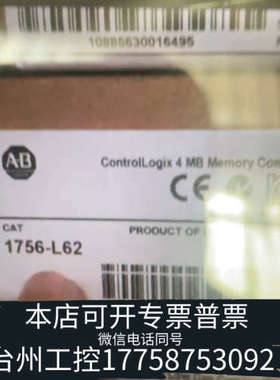 10885630016495
AB
ControlLogix 4 MB Memory Con
CE
CAT
PRODUCT OF
1756-L62
本店可开专票普票
微信电话同号
台州工控17758753092